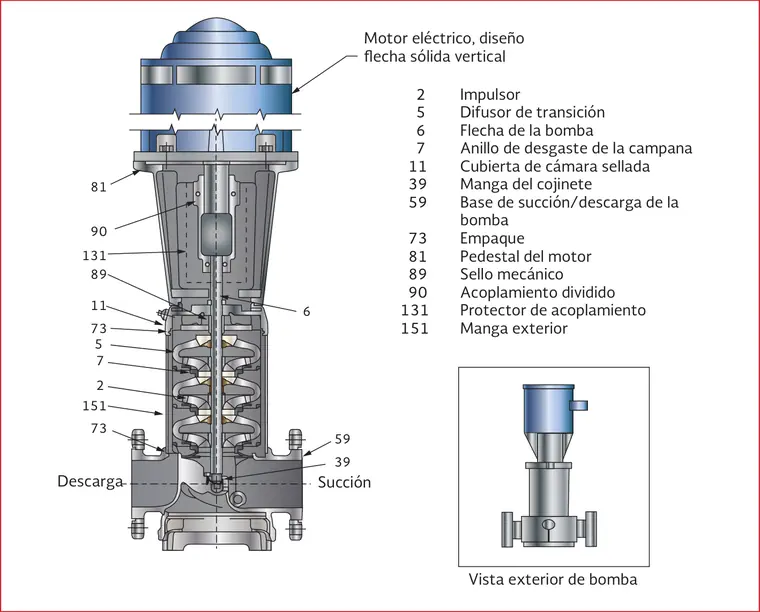 Motor eléctrico, diseño
flecha sólida vertical
2 Impulsor
5 Difusor de transición
6 Flecha de la bomba
7 Anillo de desgaste de la campana
11 Cubierta de cámara sellada
39 Manga del cojinete
59 Base de succión/descarga de la
bomba
73 Empaque
81 Pedestal del motor
89 Sello mecánico
90 Acoplamiento dividido
131 Protector de acoplamiento
151 Manga exterior
81
90
131
89
11
73
5
7
2
151
73
6
59
39
Descarga
Succión
Vista exterior de bomba